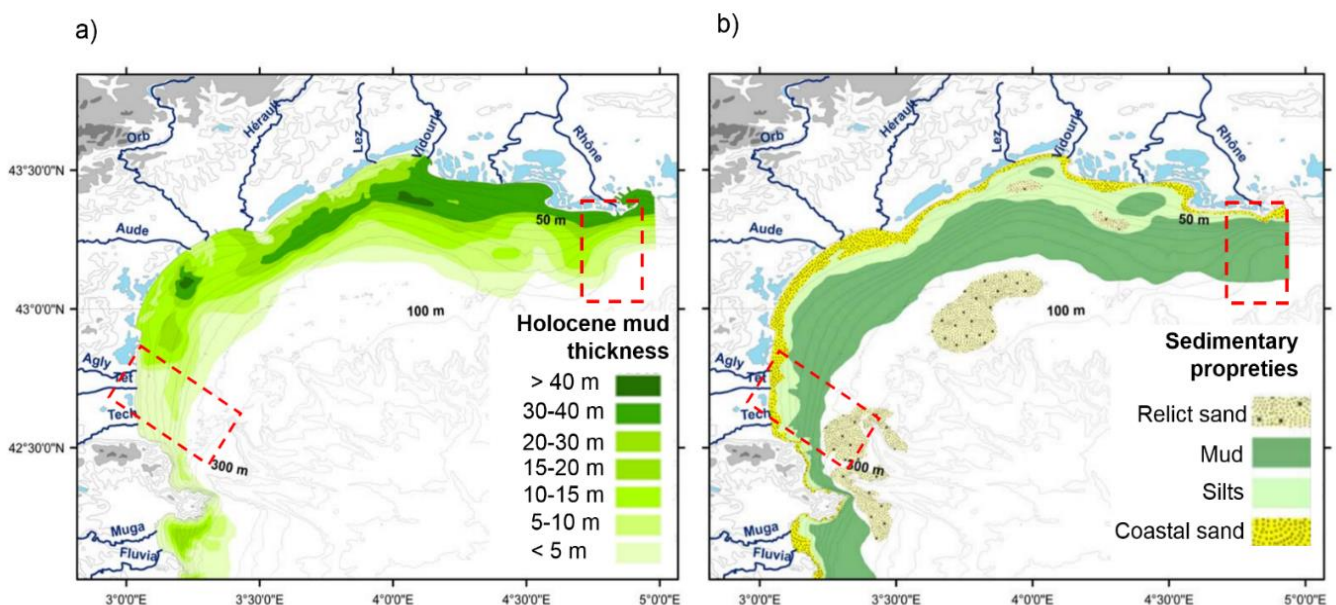 a)
Orb
Hérault
Lez
Vidourle
Rhône
43°30'0"N
50 m
Aude
43°00'0"N
100 m
Holocene mud
thickness
> 40 m
30-40 m
20-30 m
15-20 m
10-15 m
5-10 m
< 5 m
Agly
Tet
Tech
42°30'0"N
300 m
Muga
Fluvia
3°0'0"E
3°30'0"E
4°0'0"E
4°30'0"E
5°0'0"E
b)
Orb
Hérault
Lez
Vidourle
Rhône
50 m
Aude
100 m
Sedimentary
propreties
Relict sand
Mud
Silts
Coastal sand
Agly
Tet
Tech
300 m
Muga
Fluvia
3°0'0"E
3°30'0"E
4°0'0"E
4°30'0"E
5°0'0"E